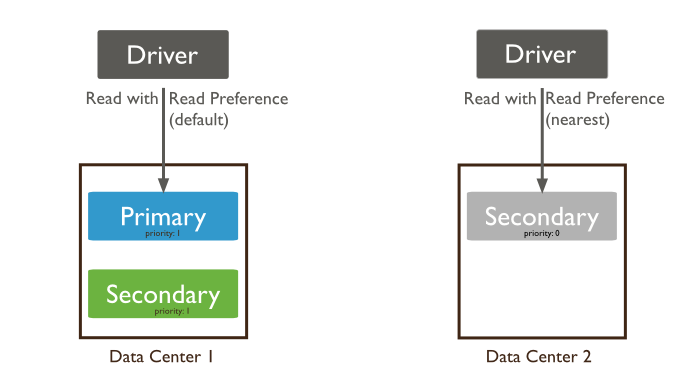 Driver
Read with Read Preference
(default)
Primary
priority: 1
Secondary
priority: 1
Data Center 1
Driver
Read with Read Preference
(nearest)
Secondary
priority: 0
Data Center 2